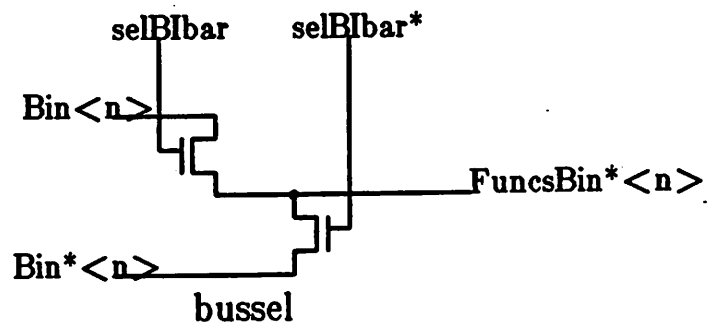 selBIbar selBIbar*
Bin<n>
FuncsBin*<n>
Bin*<n>
bussel